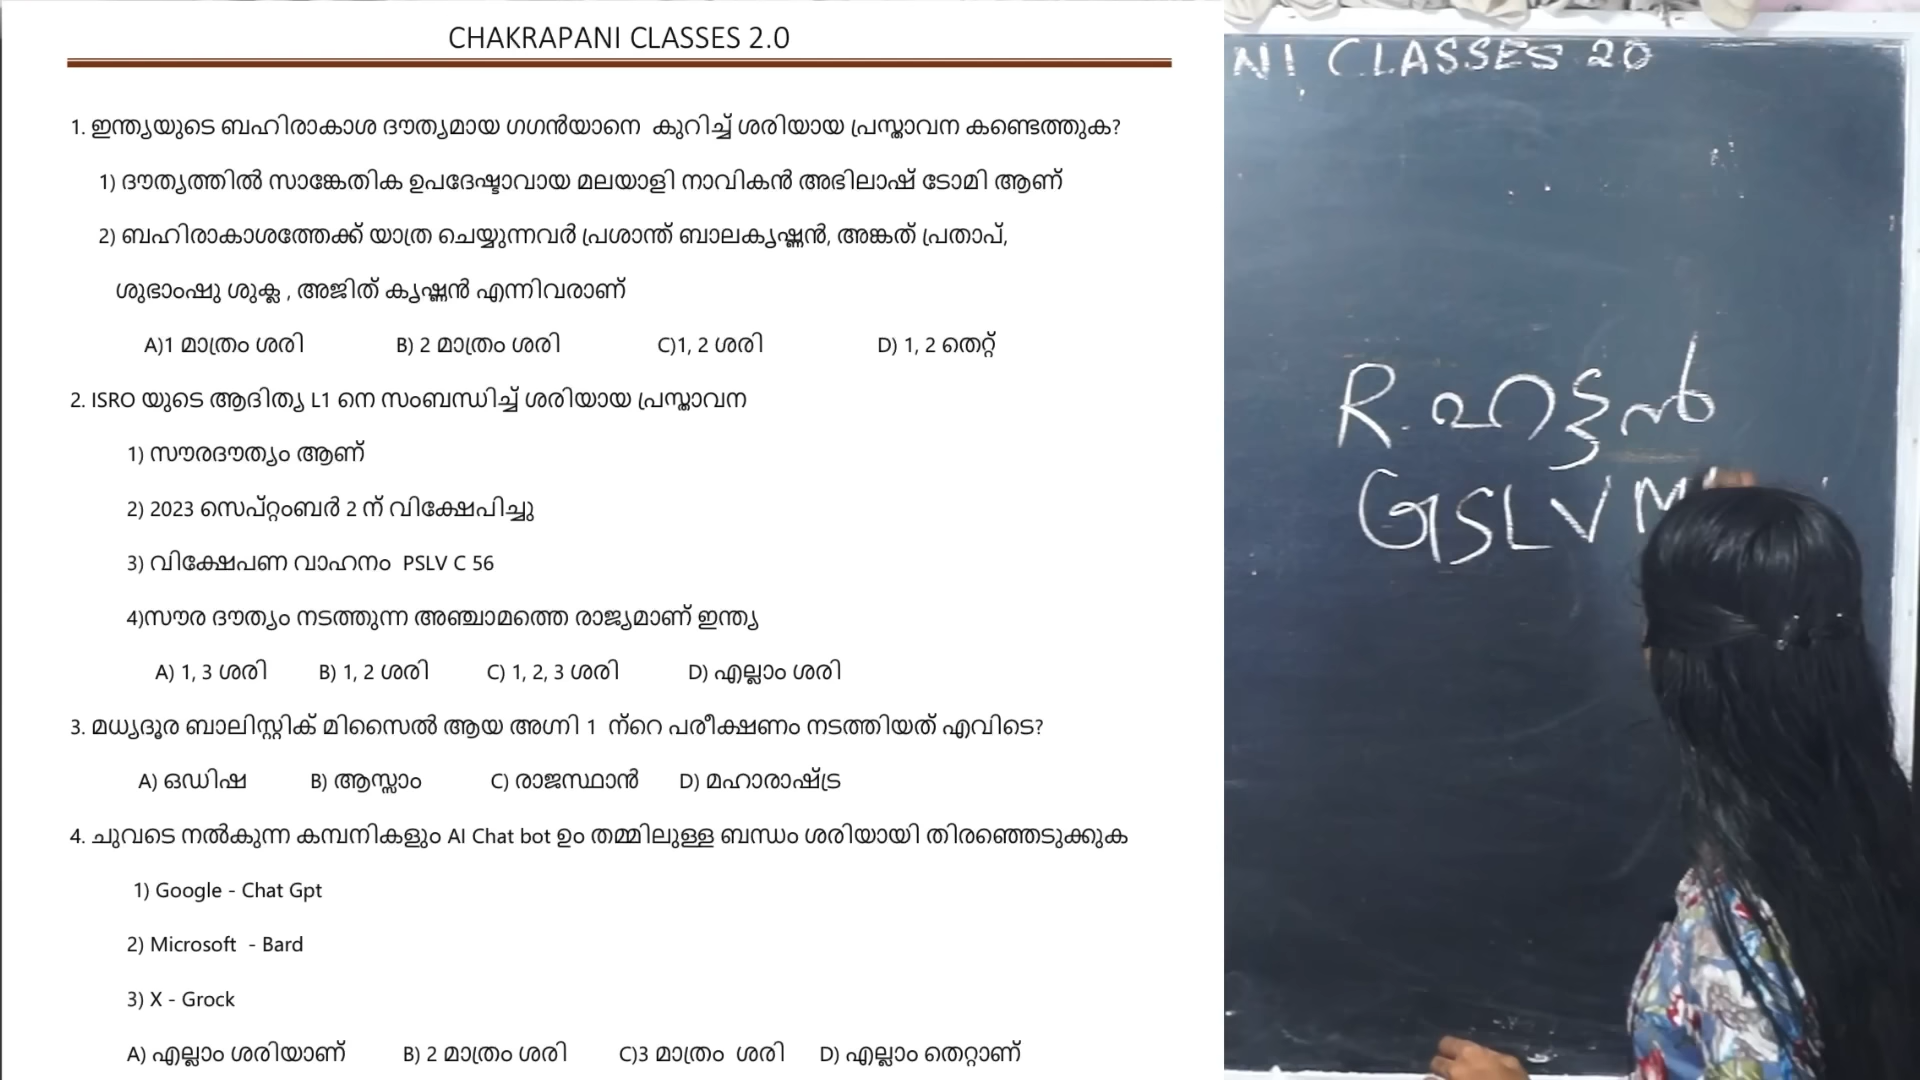 CHAKRAPANI CLASSES 2.0
1. ഇന്ത്യയുടെ ബഹിരാകാശ ദൗത്യമായ ഗഗൻയാനെ കുറിച്ച് ശരിയായ പ്രസ്താവന കണ്ടെത്തുക?
1) ദൗത്യത്തിൽ സാങ്കേതിക ഉപദേഷ്ടാവായ മലയാളി നാവികൻ അഭിലാഷ് ടോമി ആണ്
2) ബഹിരാകാശത്തേക്ക് യാത്ര ചെയ്യുന്നവർ പ്രശാന്ത് ബാലകൃഷ്ണൻ, അങ്കത് പ്രതാപ്,
ശുഭാംഷു ശുക്ല , അജിത് കൃഷ്ണൻ എന്നിവരാണ്
A)1 മാത്രം ശരി B) 2 മാത്രം ശരി C)1, 2 ശരി D) 1, 2 തെറ്റ്
2. ISRO യുടെ ആദിത്യ L1 നെ സംബന്ധിച്ച് ശരിയായ പ്രസ്താവന
1) സൗരദൗത്യം ആണ്
2) 2023 സെപ്റ്റംബർ 2 ന് വിക്ഷേപിച്ചു
3) വിക്ഷേപണ വാഹനം PSLV C 56
4)സൗര ദൗത്യം നടത്തുന്ന അഞ്ചാമത്തെ രാജ്യമാണ് ഇന്ത്യ
A) 1, 3 ശരി B) 1, 2 ശരി C) 1, 2, 3 ശരി D) എല്ലാം ശരി
3. മധ്യദൂര ബാലിസ്റ്റിക് മിസൈൽ ആയ അഗ്നി 1 ന്റെ പരീക്ഷണം നടത്തിയത് എവിടെ?
A) ഒഡിഷ B) ആസ്സാം C) രാജസ്ഥാൻ D) മഹാരാഷ്ട്ര
4. ചുവടെ നൽകുന്ന കമ്പനികളും AI Chat bot ഉം തമ്മിലുള്ള ബന്ധം ശരിയായി തിരഞ്ഞെടുക്കുക
1) Google - Chat Gpt
2) Microsoft - Bard
3) X - Grock
A) എല്ലാം ശരിയാണ് B) 2 മാത്രം ശരി C)3 മാത്രം ശരി D) എല്ലാം തെറ്റാണ്
NI CLASSES 20
R. ഹട്ടൻ
GSLV M